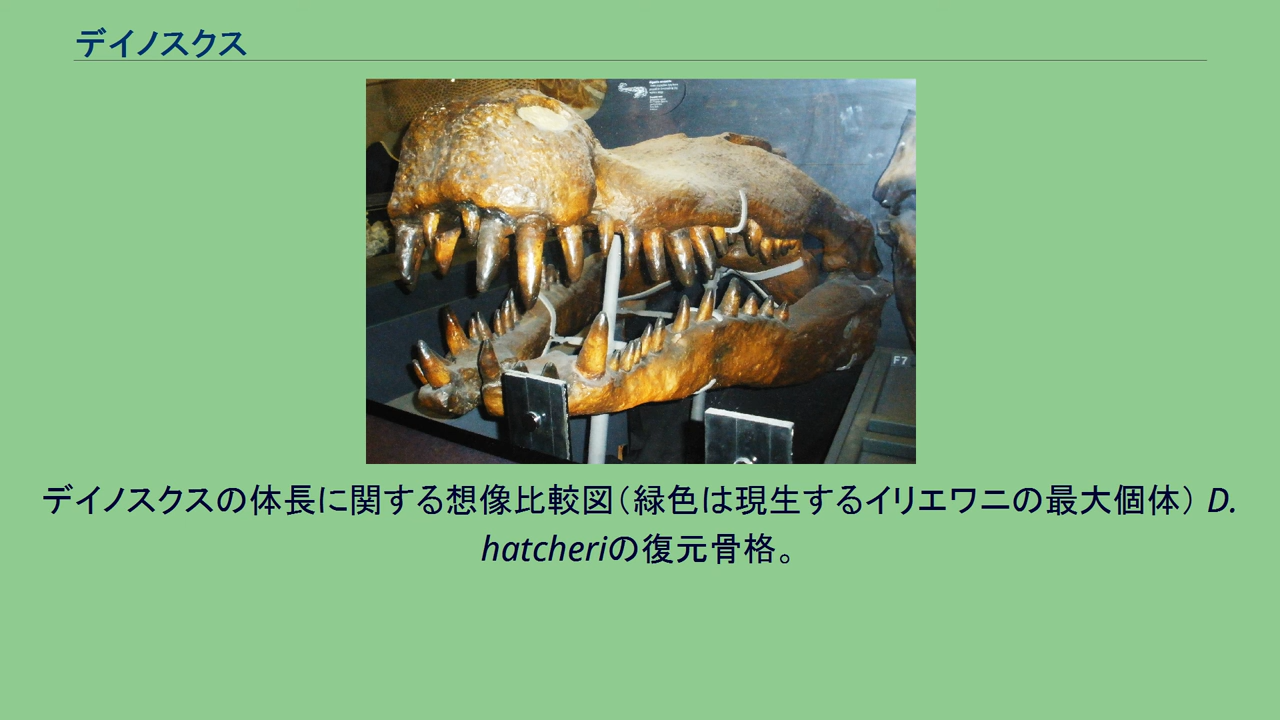 デイノスクス
F7
デイノスクスの体長に関する想像比較図（緑色は現生するイリエワニの最大個体） D.
hatcheriの復元骨格。